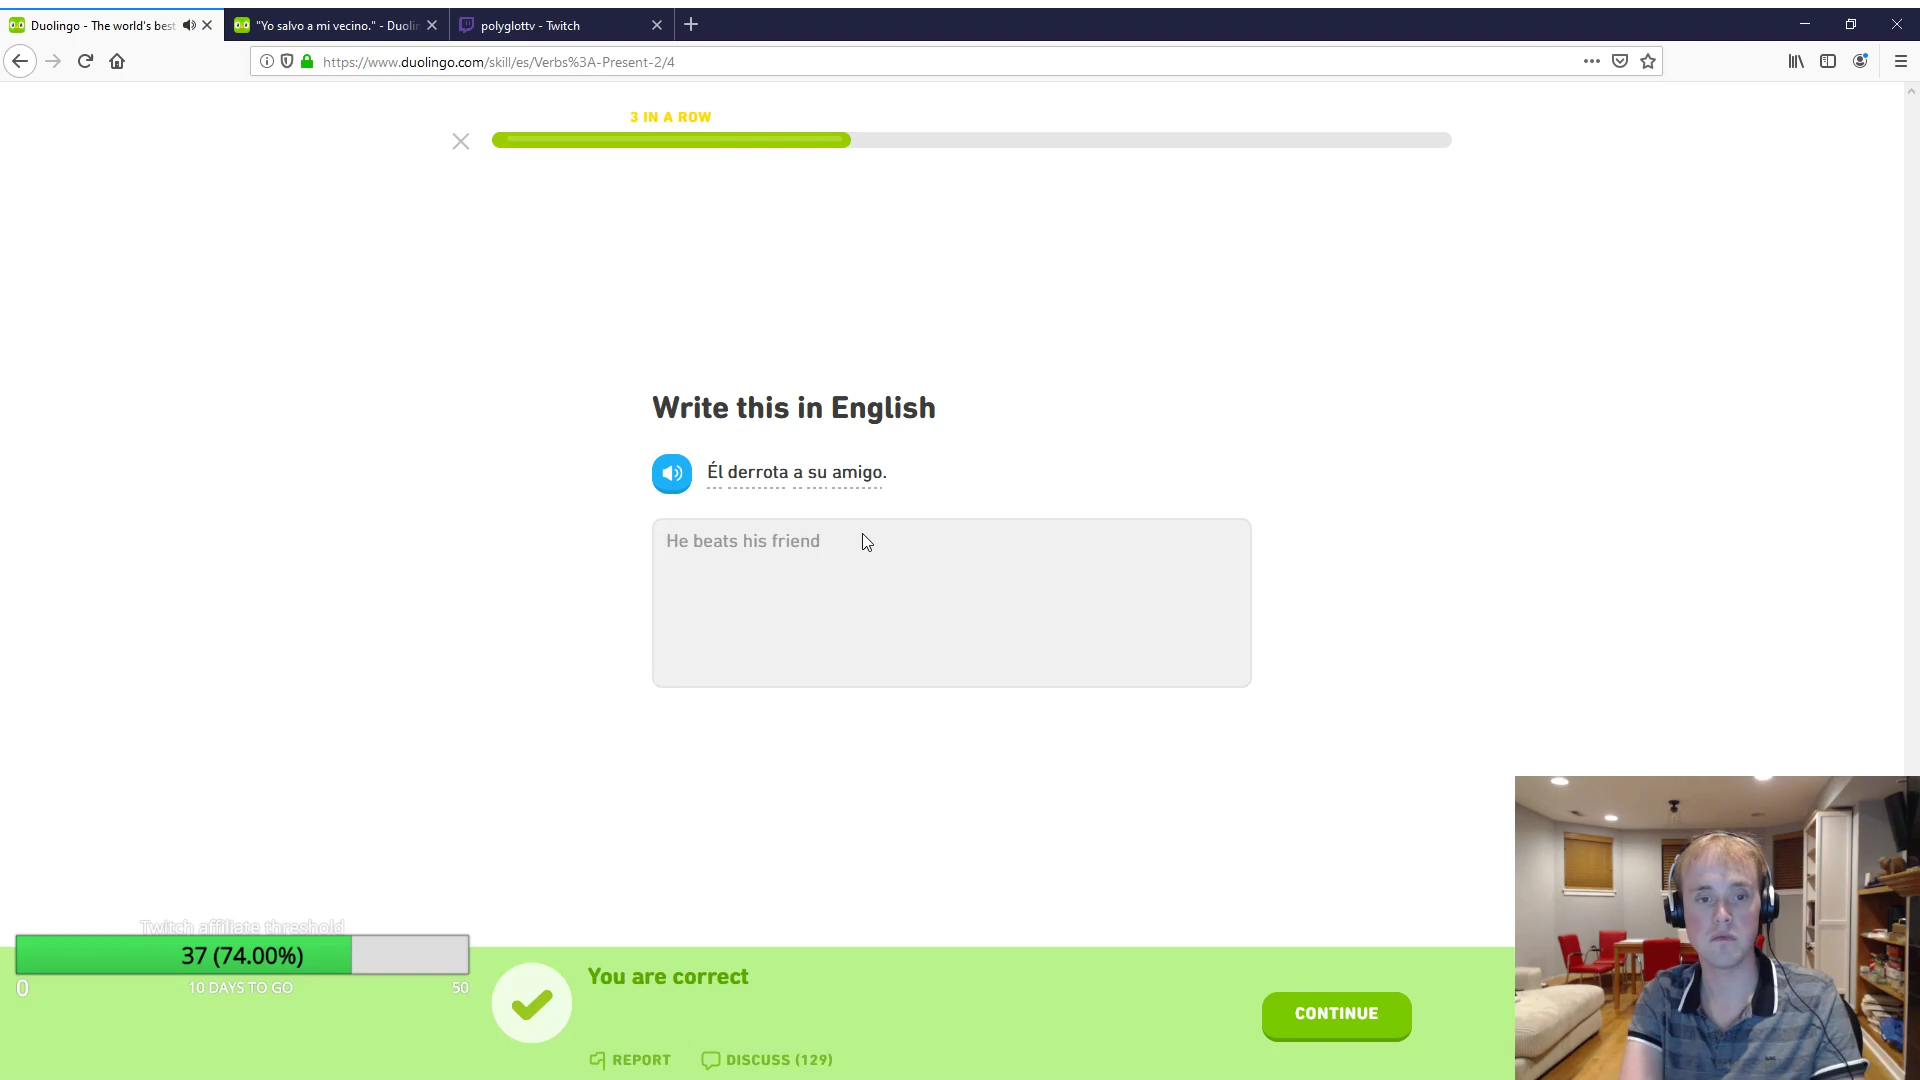 Duolingo - The world's best
"Yo salvo a mi vecino." - Duolin
polyglottv - Twitch
https://www.duolingo.com/skill/es/Verbs%3A-Present-2/4
3 IN A ROW
Write this in English
Él derrota a su amigo.
He beats his friend
Twitch affiliate threshold
37 (74.00%)
0
10 DAYS TO GO
50
You are correct
CONTINUE
REPORT
DISCUSS (129)